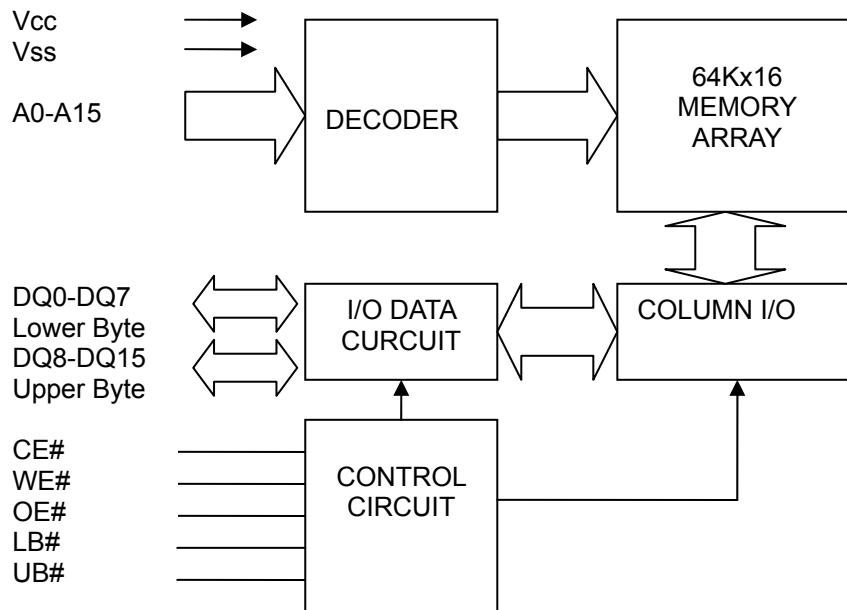 Vcc
Vss
A0-A15
DECODER
64Kx16
MEMORY
ARRAY
DQ0-DQ7
Lower Byte
DQ8-DQ15
Upper Byte
I/O DATA
CURCUIT
COLUMN I/O
CE#
WE#
OE#
LB#
UB#
CONTROL
CIRCUIT